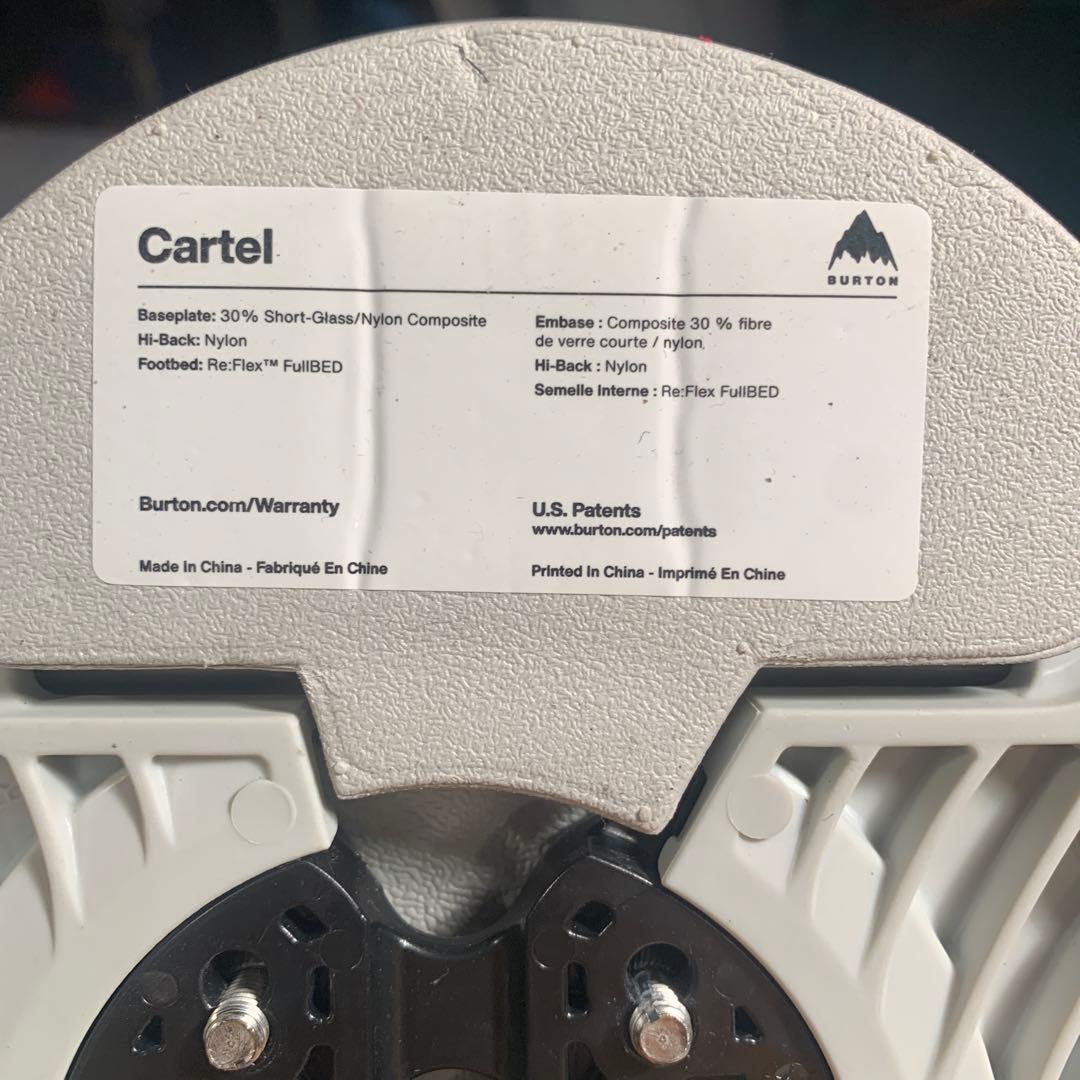 Cartel
BURTON
Baseplate: 30% Short-Glass/Nylon Composite
Hi-Back: Nylon
Footbed: Re:Flex™ FullBED
Embase : Composite 30 % fibre
de verre courte / nylon
Hi-Back : Nylon
Semelle Interne : Re:Flex FullBED
Burton.com/Warranty
U.S. Patents
www.burton.com/patents
Made In China - Fabriqué En Chine
Printed In China - Imprimé En Chine